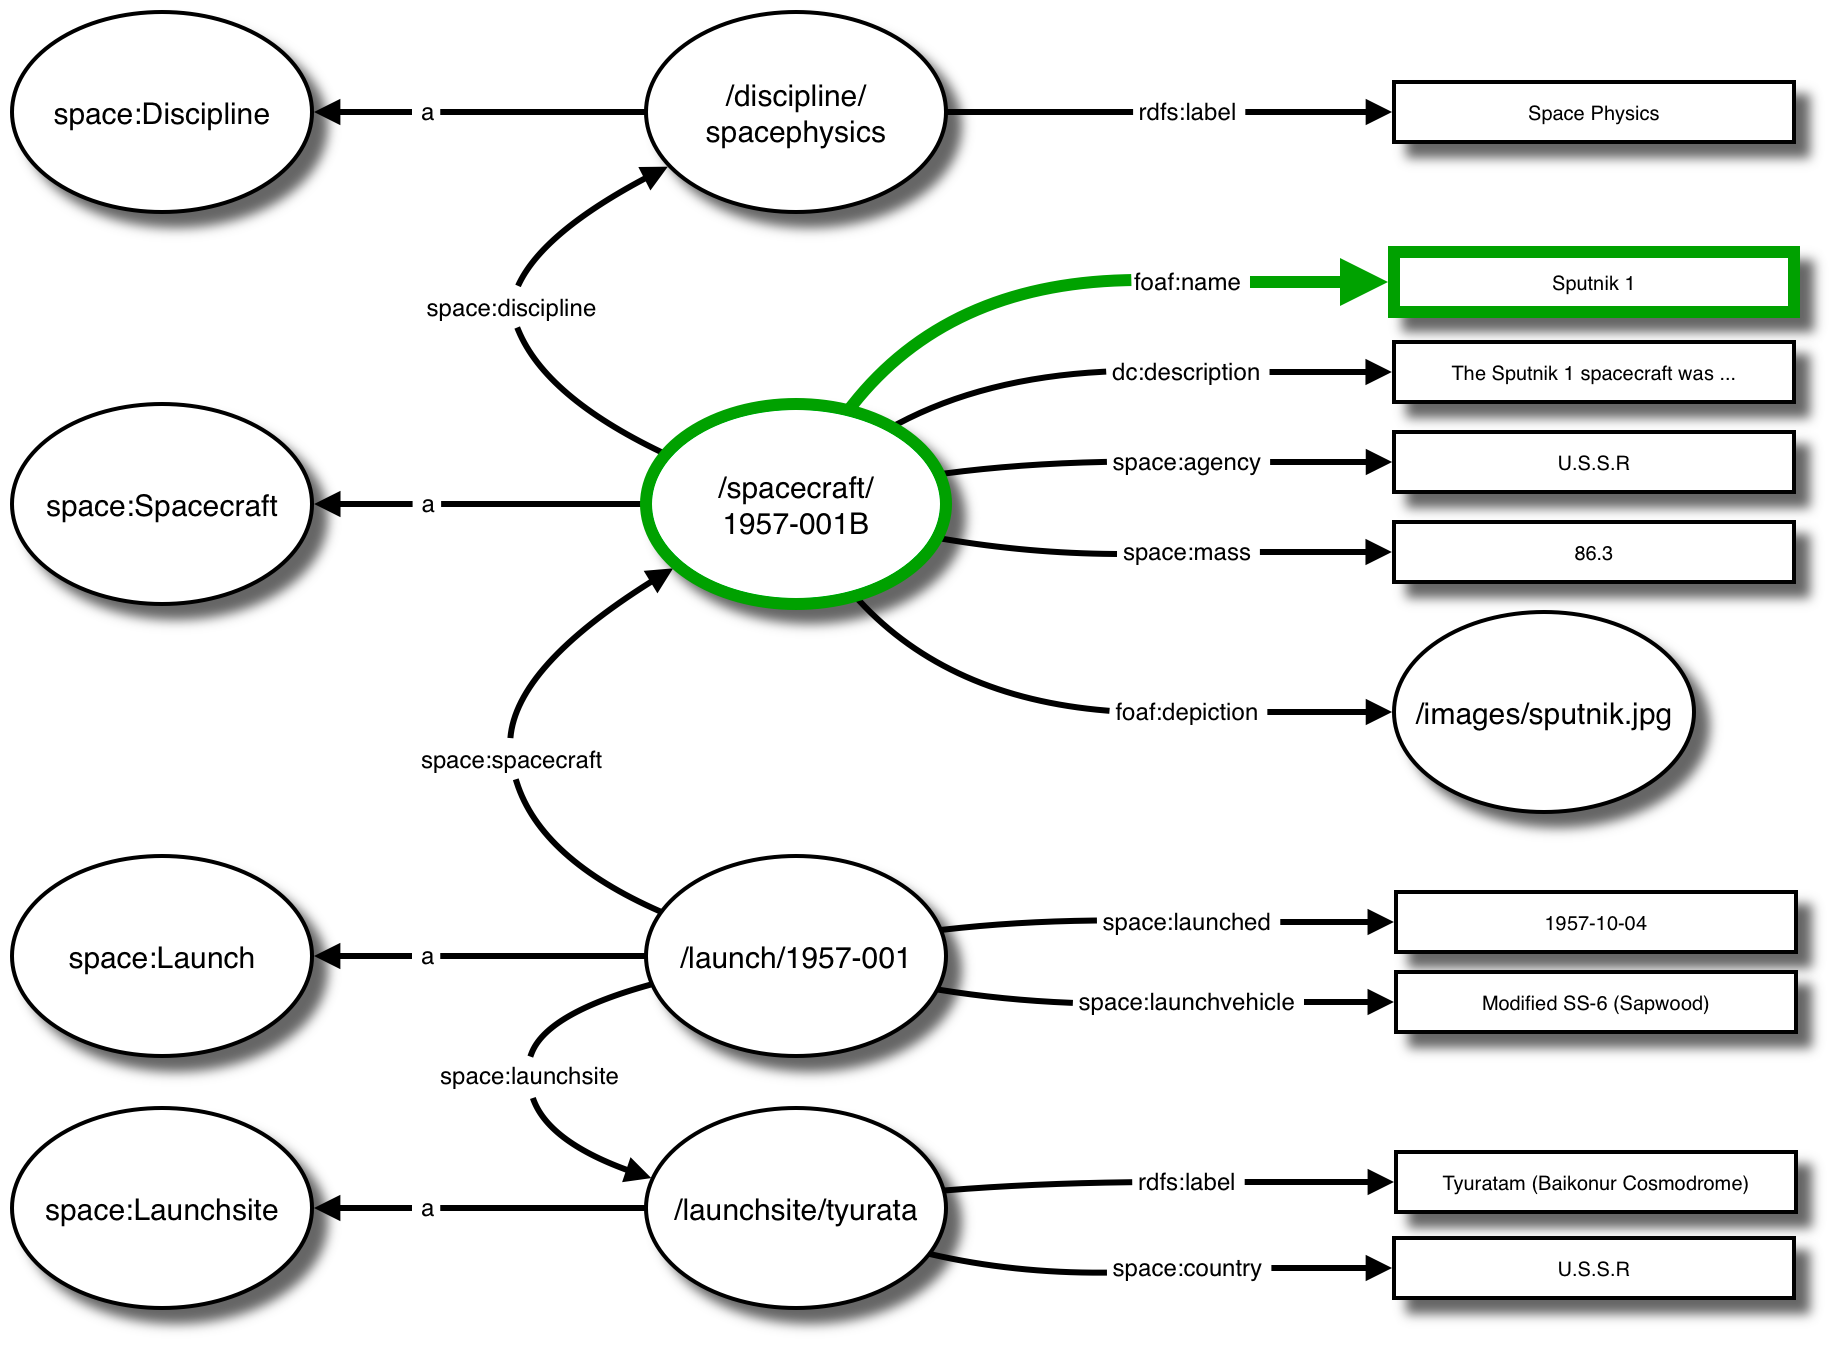 space:Discipline
a
/discipline/
spacephysics
rdfs:label
Space Physics
space:discipline
foaf:name
Sputnik 1
dc:description
The Sputnik 1 spacecraft was ...
space:Spacecraft
a
/spacecraft/
1957-001B
space:agency
U.S.S.R
space:mass
86.3
foaf:depiction
/images/sputnik.jpg
space:spacecraft
space:Launch
a
/launch/1957-001
space:launched
1957-10-04
space:launchvehicle
Modified SS-6 (Sapwood)
space:launchsite
space:Launchsite
a
/launchsite/tyurata
rdfs:label
Tyuratam (Baikonur Cosmodrome)
space:country
U.S.S.R